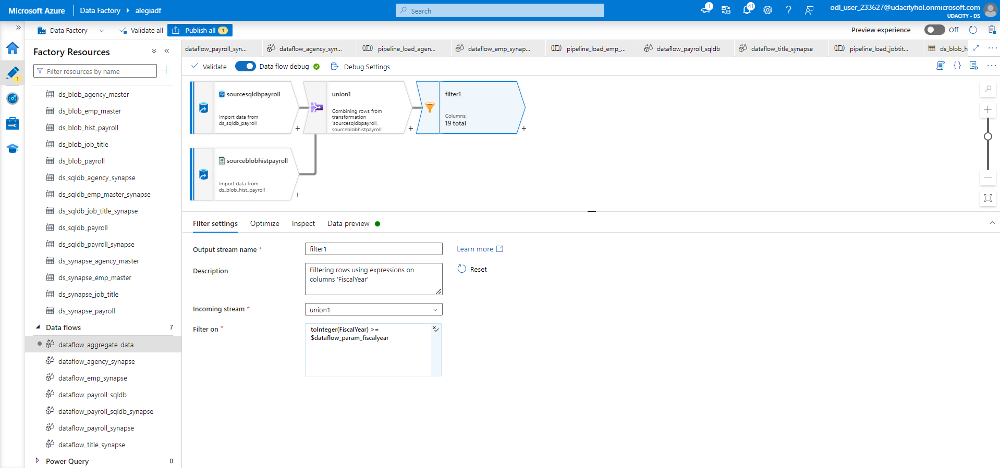 Microsoft Azure
Data Factory
alegiadf
Search
1
41
odl_user_233627@udacityhol.onmicrosoft.com
UDACITY - DS
Data Factory
Validate all
Publish all 1
Preview experience
Off
1
Factory Resources
Filter resources by name
ds_blob_agency_master
ds_blob_emp_master
ds_blob_hist_payroll
ds_blob_job_title
ds_blob_payroll
ds_sqldb_agency_synapse
ds_sqldb_emp_master_synapse
ds_sqldb_job_title_synapse
ds_sqldb_payroll
ds_sqldb_payroll_synapse
ds_synapse_agency_master
ds_synapse_emp_master
ds_synapse_job_title
ds_synapse_payroll
Data flows 7
dataflow_aggregate_data
dataflow_agency_synapse
dataflow_emp_synapse
dataflow_payroll_sqldb
dataflow_payroll_sqldb_synapse
dataflow_payroll_synapse
dataflow_title_synapse
Power Query 0
dataflow_payroll_syn...
dataflow_agency_syn...
pipeline_load_agen...
dataflow_emp_synap...
pipeline_load_emp_...
dataflow_payroll_sqldb
dataflow_title_synapse
pipeline_load_jobtit...
ds_blob_h
Validate
Data flow debug
Debug Settings
sourcesqldbpayroll
Import data from
ds_sqldb_payroll
union1
Combining rows from
transformation
'sourcesqldbpayroll,
sourceblobhistpayroll'
filter1
Columns:
19 total
sourceblobhistpayroll
Import data from
ds_blob_hist_payroll
Filter settings
Optimize
Inspect
Data preview
Output stream name *
filter1
Learn more
Description
Filtering rows using expressions on
columns 'FiscalYear'
Reset
Incoming stream *
union1
Filter on *
toInteger(FiscalYear) >=
$dataflow_param_fiscalyear